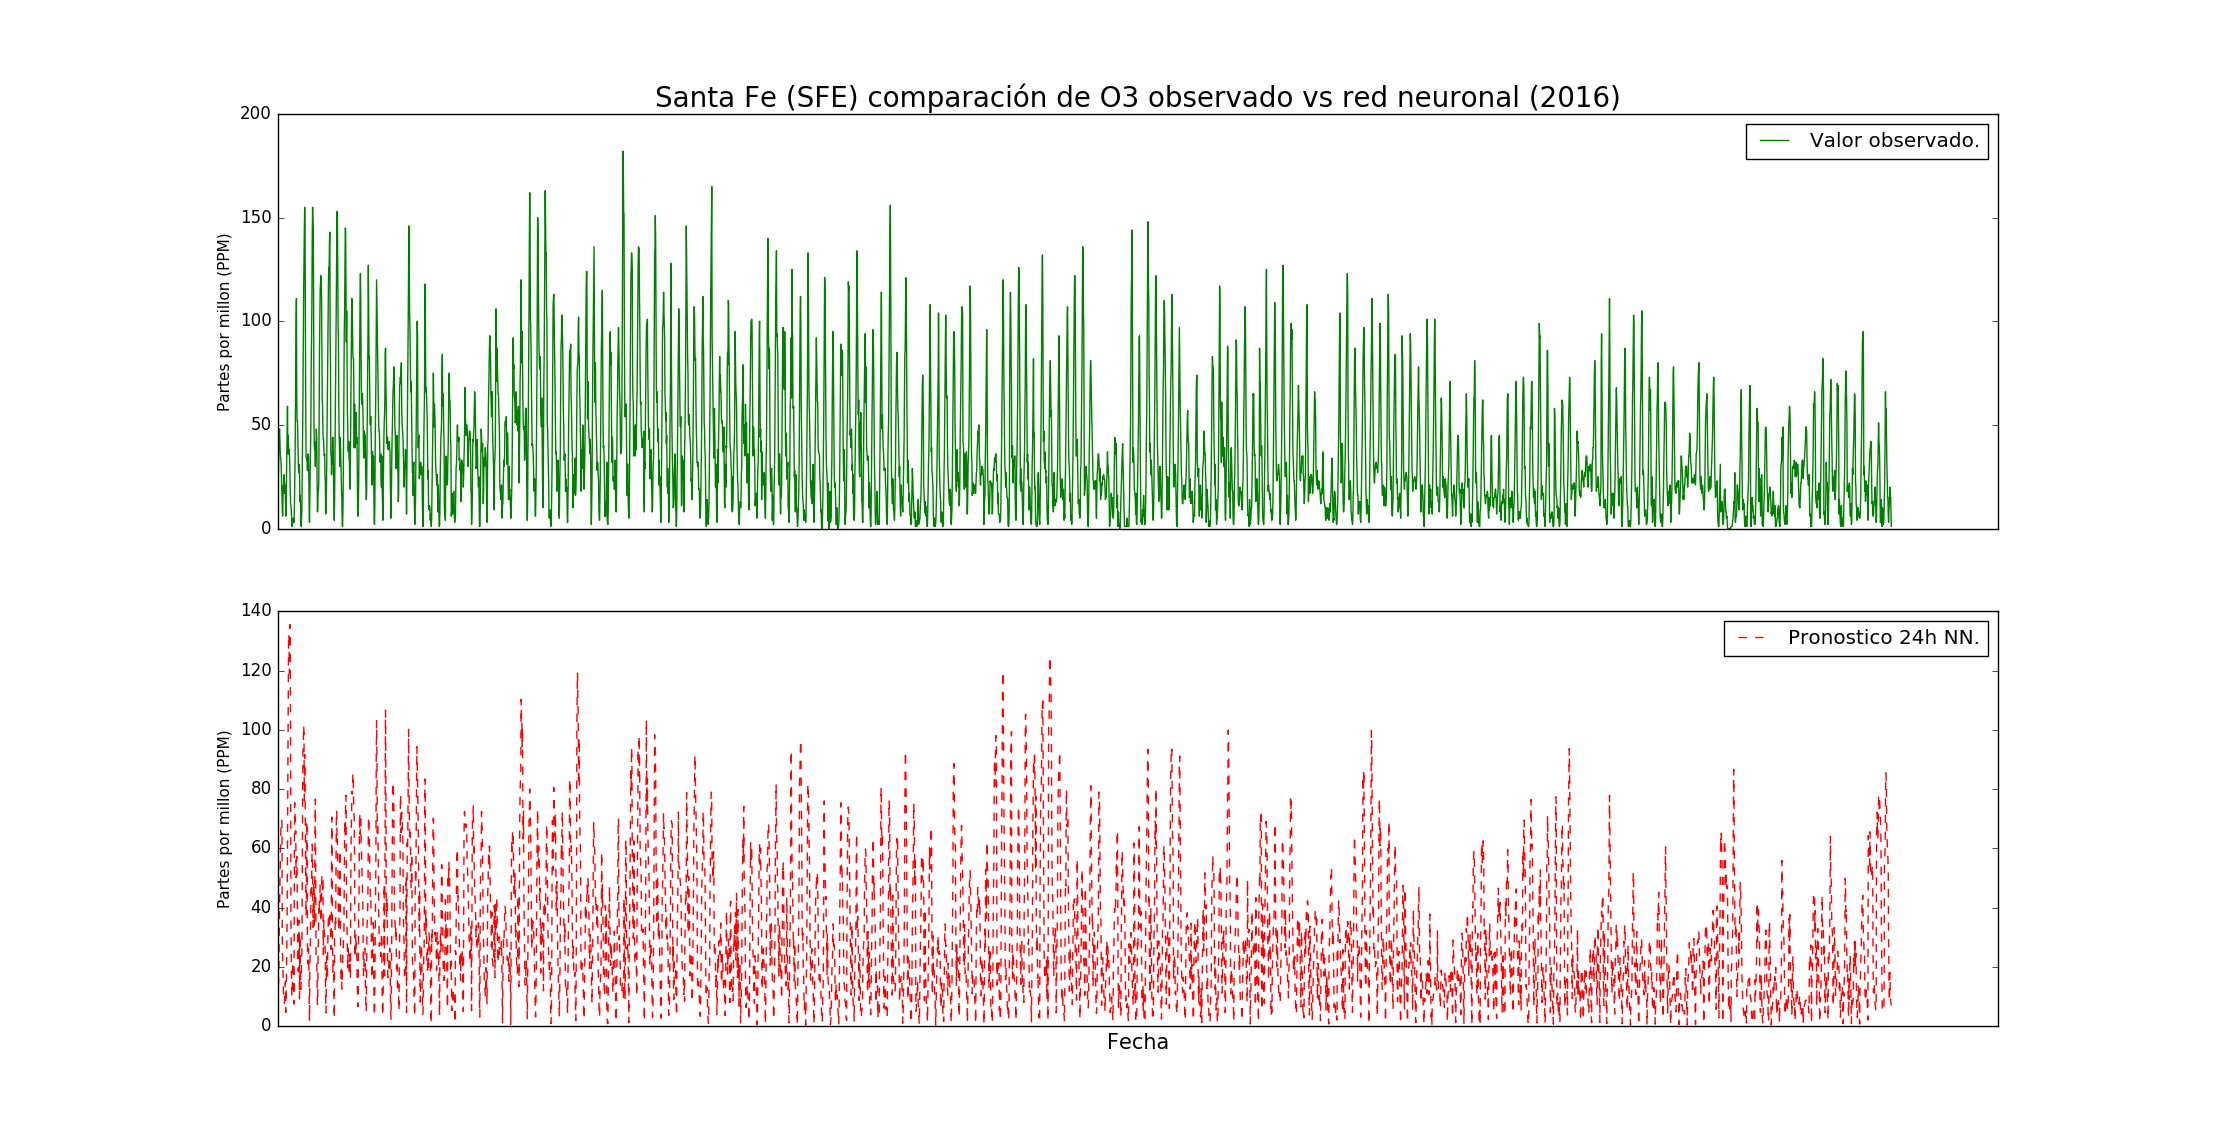 Santa Fe (SFE) comparación de O3 observado vs red neuronal (2016)
200
150
100
50
0
Partes por millon (PPM)
Valor observado.
140
120
100
80
60
40
20
0
Partes por millon (PPM)
Pronostico 24h NN.
Fecha